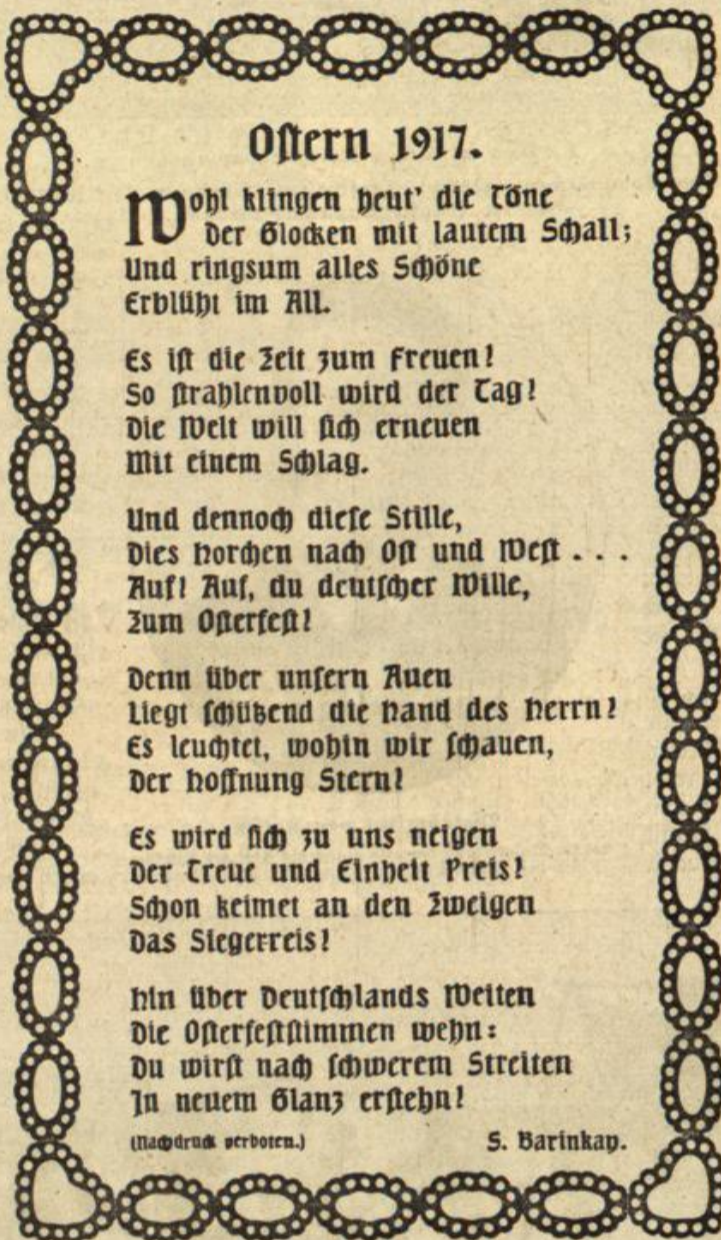 Ostern 1917.
Wohl klingen heut' die Töne
Der Glocken mit lautem Schall;
Und ringsum alles Schöne
Erblüht im All.
Es ist die Zeit zum Freuen!
So strahlenvoll wird der Tag!
Die Welt will sich erneuen
Mit einem Schlag.
Und dennoch diese Stille,
Dies Horchen nach Ost und West . . .
Auf! Auf, du deutscher Wille,
Zum Osterfest!
Denn über unsern Auen
Liegt schützend die Hand des Herrn!
Es leuchtet, wohin wir schauen,
Der Hoffnung Stern!
Es wird sich zu uns neigen
Der Treue und Einheit Preis!
Schon keimet an den Zweigen
Das Siegerreis!
Hin über Deutschlands Weiten
Die Osterfeststimmen wehn:
Du wirst nach schwerem Streiten
In neuem Glanz erstehn!
(Nachdruck verboten.) S. Barinkay.